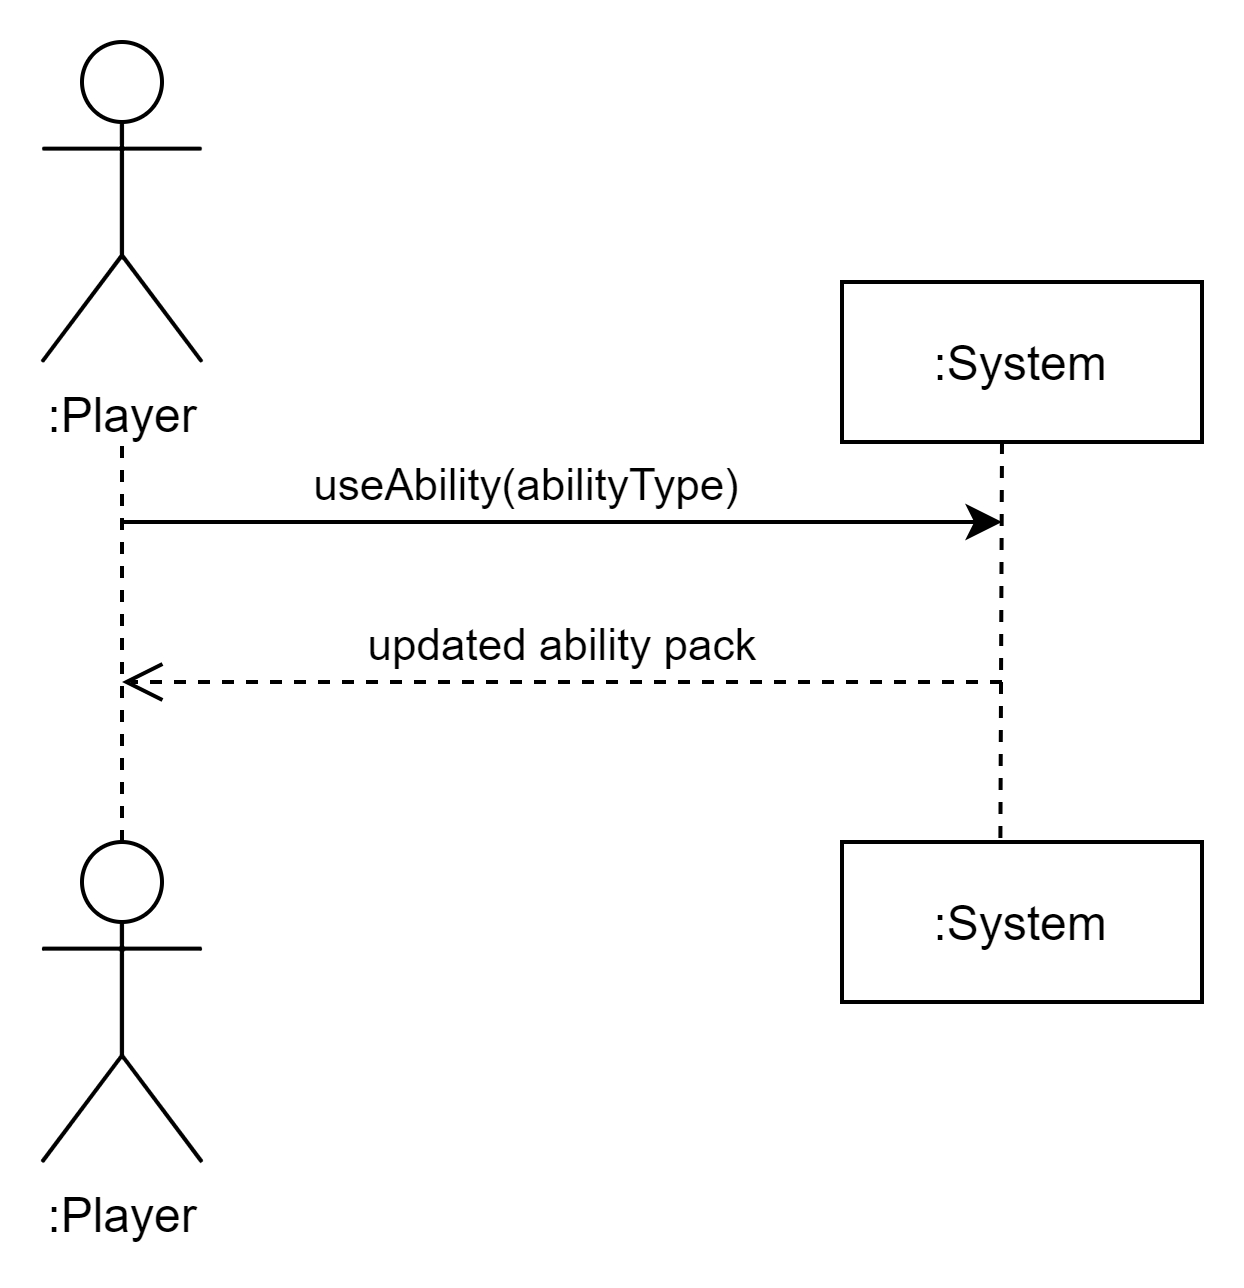 :Player
:System
useAbility(abilityType)
updated ability pack
:System
:Player